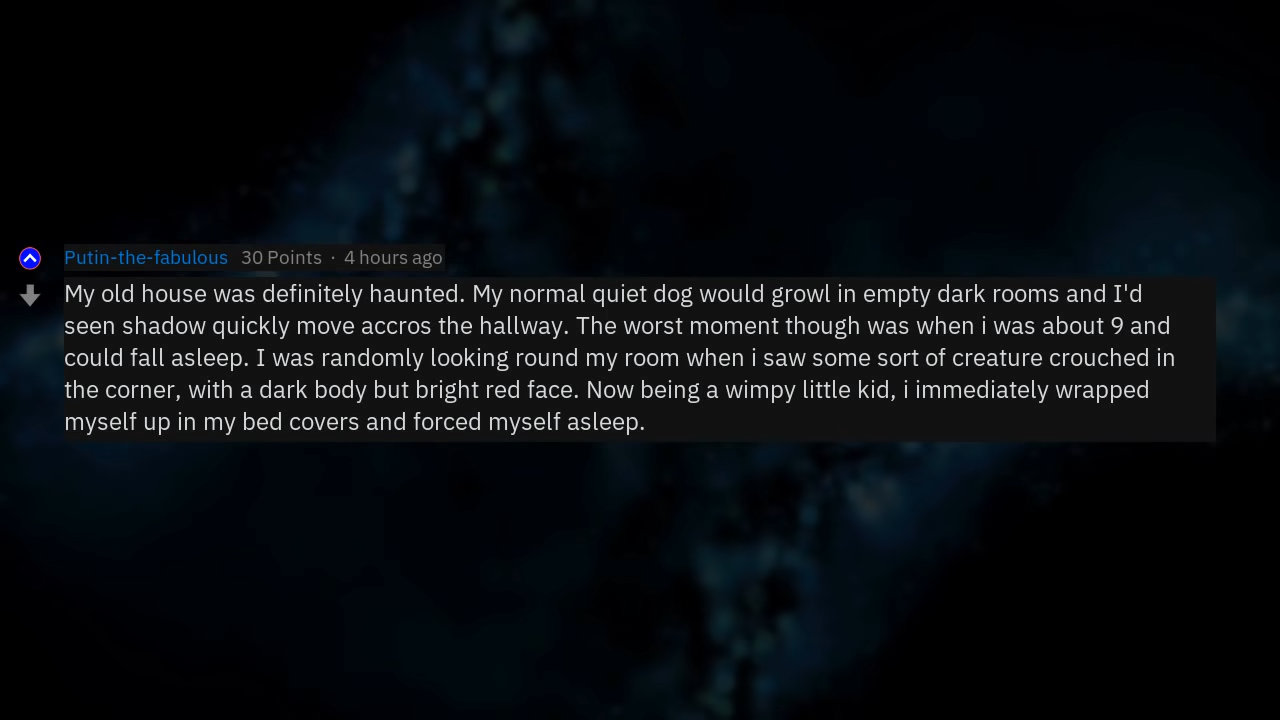 Putin-the-fabulous 30 Points · 4 hours ago
My old house was definitely haunted. My normal quiet dog would growl in empty dark rooms and I'd
seen shadow quickly move accros the hallway. The worst moment though was when i was about 9 and
could fall asleep. I was randomly looking round my room when i saw some sort of creature crouched in
the corner, with a dark body but bright red face. Now being a wimpy little kid, i immediately wrapped
myself up in my bed covers and forced myself asleep.